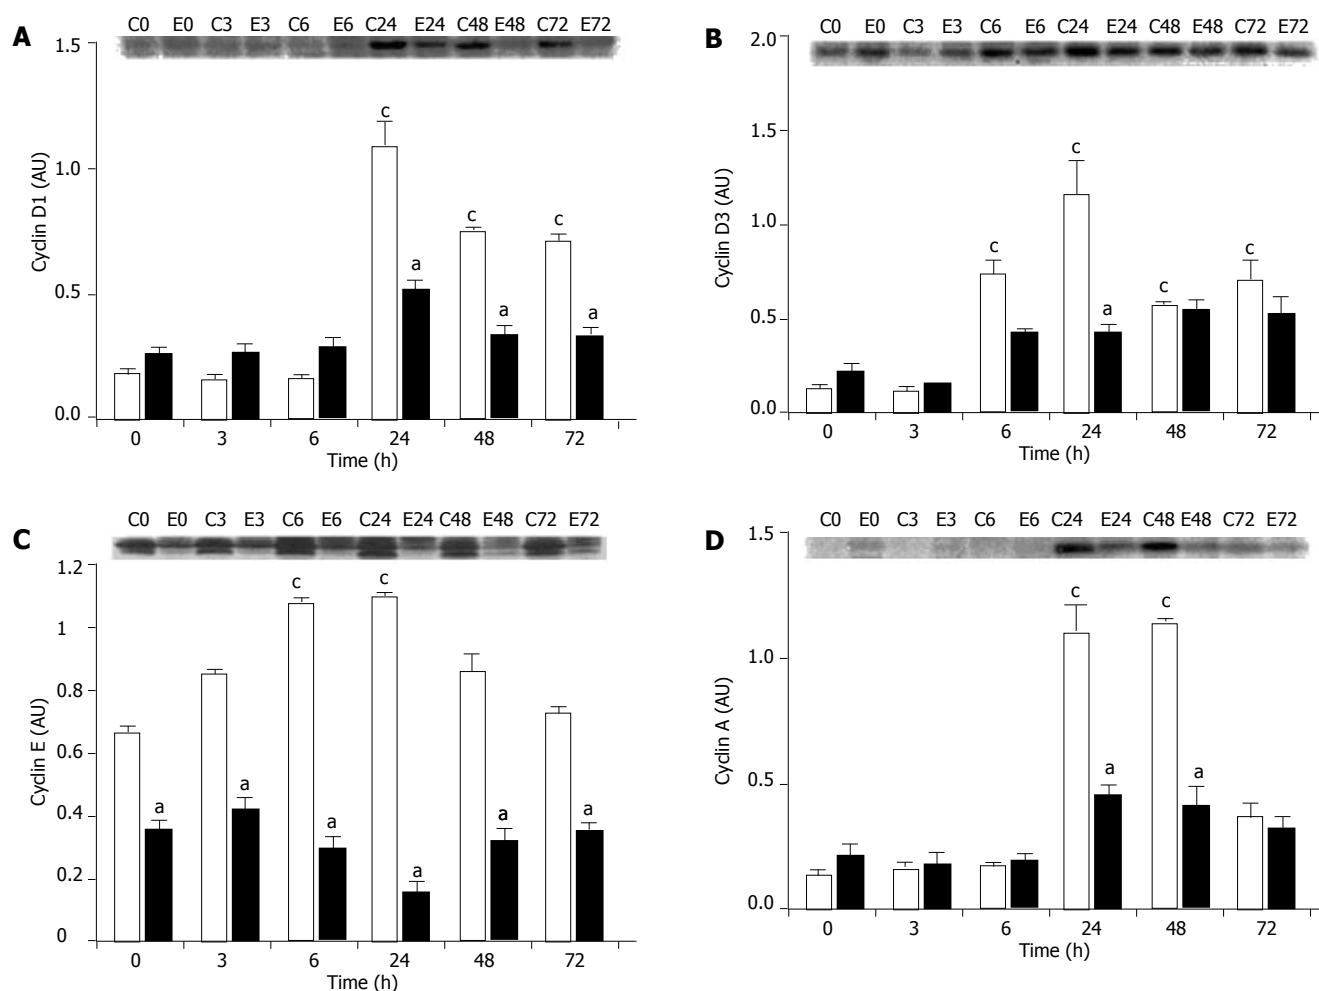 A
C0 E0 C3 E3 C6 E6 C24 E24 C48 E48 C72 E72
1.5
1.0
0.5
0.0
Cyclin D1 (AU)
c
a
c
a
c
a
0 3 6 24 48 72
Time (h)
B
C0 E0 C3 E3 C6 E6 C24 E24 C48 E48 C72 E72
2.0
1.5
1.0
0.5
0.0
Cyclin D3 (AU)
c
c
a
c
c
0 3 6 24 48 72
Time (h)
C
C0 E0 C3 E3 C6 E6 C24 E24 C48 E48 C72 E72
1.2
1
0.8
0.6
0.4
0.2
0
Cyclin E (AU)
a
a
c
a
c
a
a
a
0 3 6 24 48 72
Time (h)
D
C0 E0 C3 E3 C6 E6 C24 E24 C48 E48 C72 E72
1.5
1.0
0.5
0.0
Cyclin A (AU)
c
a
c
a
0 3 6 24 48 72
Time (h)